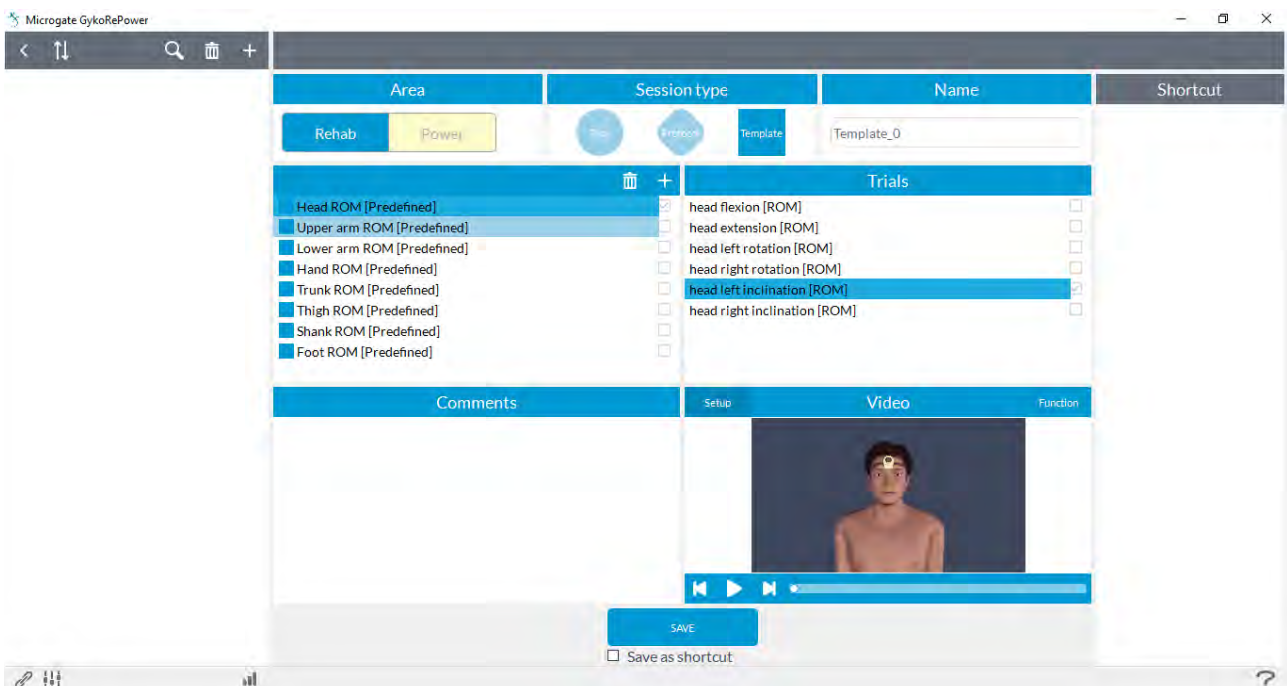 Microgate GykoRePower
Area
Session type
Name
Shortcut
Rehab
Power
Test
Protocol
Template
Template_0
Trials
Head ROM [Predefined]
Upper arm ROM [Predefined]
Lower arm ROM [Predefined]
Hand ROM [Predefined]
Trunk ROM [Predefined]
Thigh ROM [Predefined]
Shank ROM [Predefined]
Foot ROM [Predefined]
head flexion [ROM]
head extension [ROM]
head left rotation [ROM]
head right rotation [ROM]
head left inclination [ROM]
head right inclination [ROM]
Comments
Setup
Video
Function
SAVE
Save as shortcut